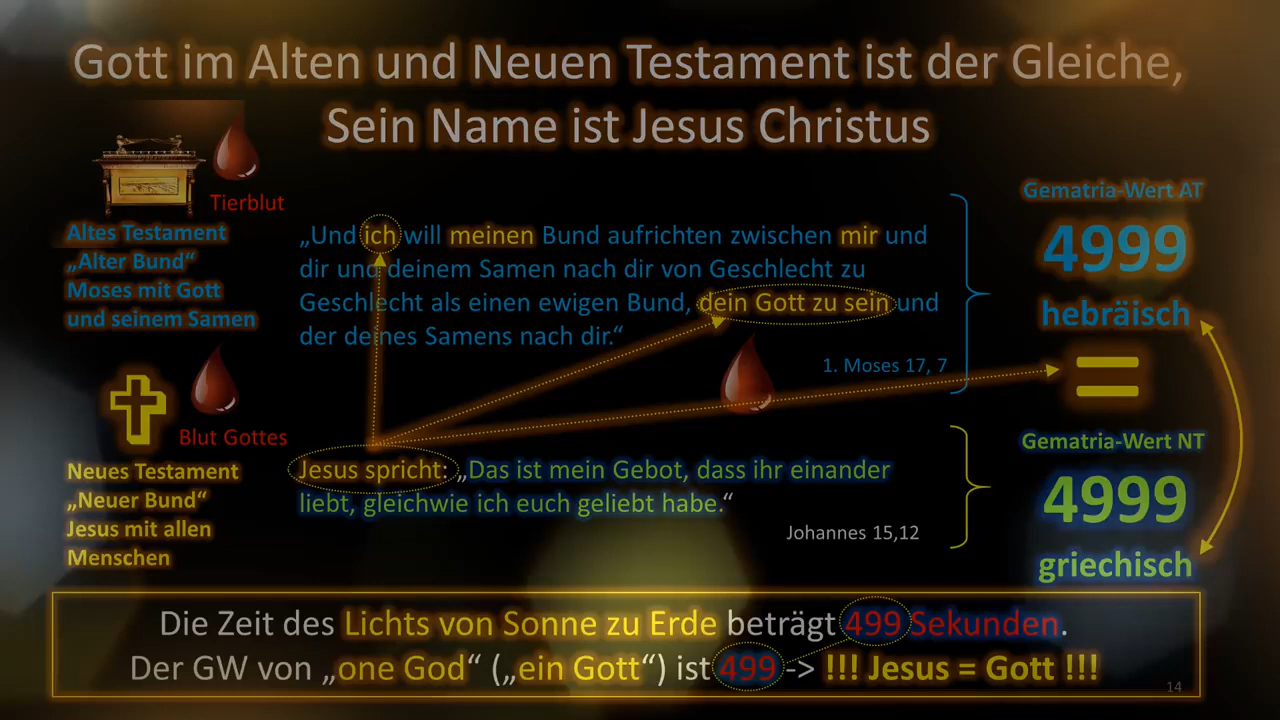 Gott im Alten und Neuen Testament ist der Gleiche,
Sein Name ist Jesus Christus
Tierblut
Altes Testament
„Alter Bund“
Moses mit Gott
und seinem Samen
„Und ich will meinen Bund aufrichten zwischen mir und
dir und deinem Samen nach dir von Geschlecht zu
Geschlecht als einen ewigen Bund, dein Gott zu sein und
der deines Samens nach dir.“
1. Moses 17, 7
Gematria-Wert AT
4999
hebräisch
=
Blut Gottes
Neues Testament
„Neuer Bund“
Jesus mit allen
Menschen
Jesus spricht: „Das ist mein Gebot, dass ihr einander
liebt, gleichwie ich euch geliebt habe.“
Johannes 15,12
Gematria-Wert NT
4999
griechisch
Die Zeit des Lichts von Sonne zu Erde beträgt 499 Sekunden.
Der GW von „one God“ („ein Gott“) ist 499 -> !!! Jesus = Gott !!!
14